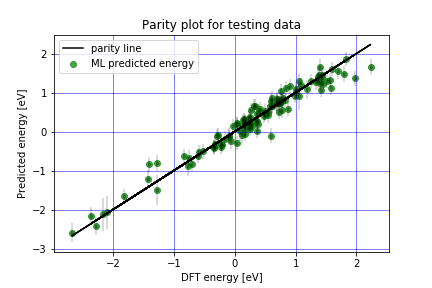 Parity plot for testing data
parity line
ML predicted energy
Predicted energy [eV]
2
1
0
−1
−2
−3
−2
−1
0
1
2
DFT energy [eV]